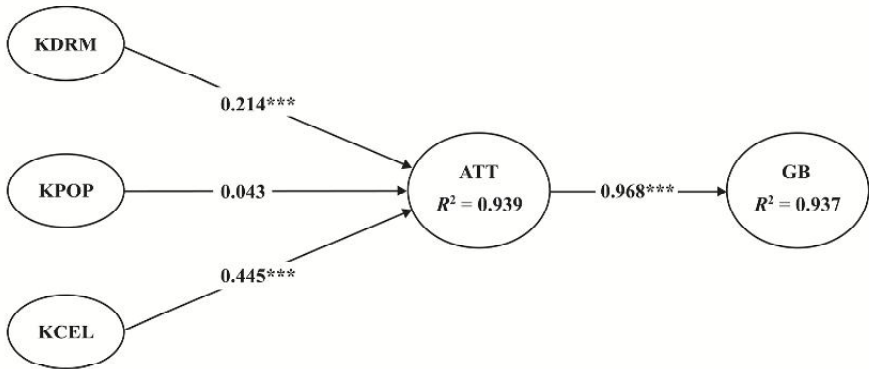 KDRM
0.214***
ATT
R² = 0.939
KPOP
0.043
0.968***
GB
R² = 0.937
0.445***
KCEL